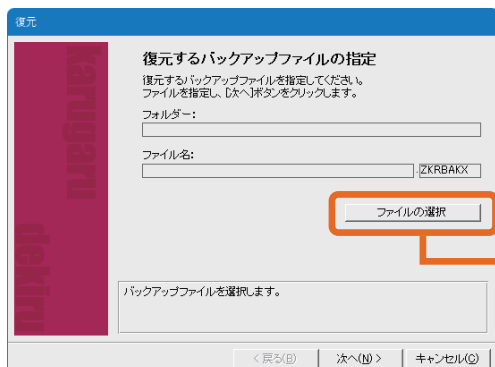 復元
karugaru
dekiru
復元するバックアップファイルの指定
復元するバックアップファイルを指定してください。
ファイルを指定し、[次へ]ボタンをクリックします。
フォルダー:
ファイル名:
.ZKRBAKX
ファイルの選択
バックアップファイルを選択します。
< 戻る(B)
次へ(N) >
キャンセル(C)